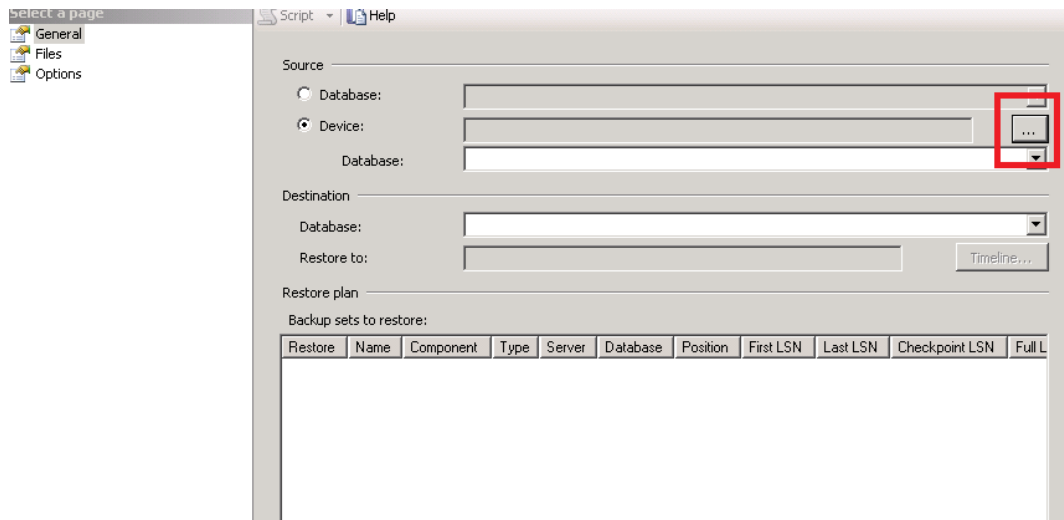 Select a page
General
Files
Options
Script Help
Source
Database:
Device: ...
Database:
Destination
Database:
Restore to: Timeline...
Restore plan
Backup sets to restore:
Restore Name Component Type Server Database Position First LSN Last LSN Checkpoint LSN Full L